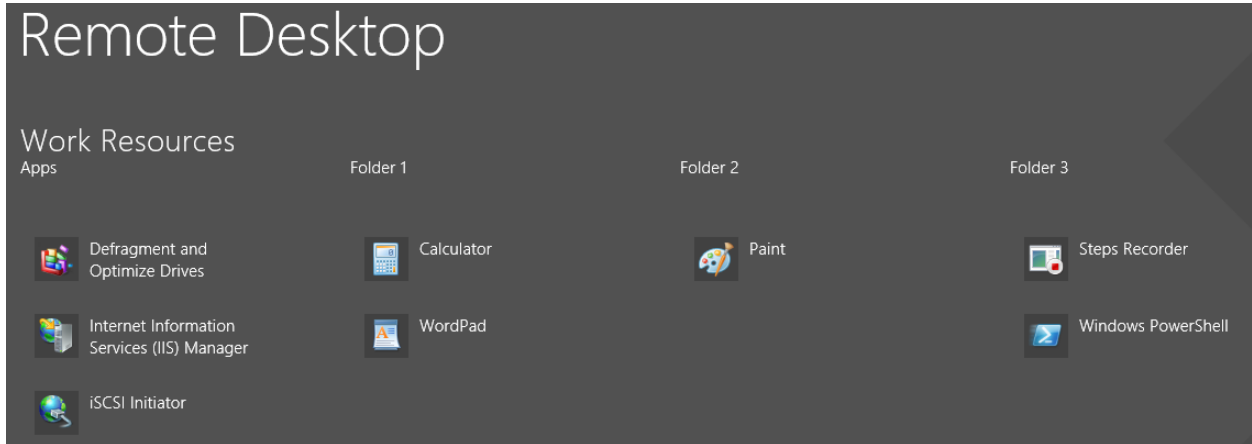 Remote Desktop
Work Resources
Apps
Folder 1
Folder 2
Folder 3
Defragment and
Optimize Drives
Calculator
Paint
Steps Recorder
Internet Information
Services (IIS) Manager
WordPad
Windows PowerShell
iSCSI Initiator